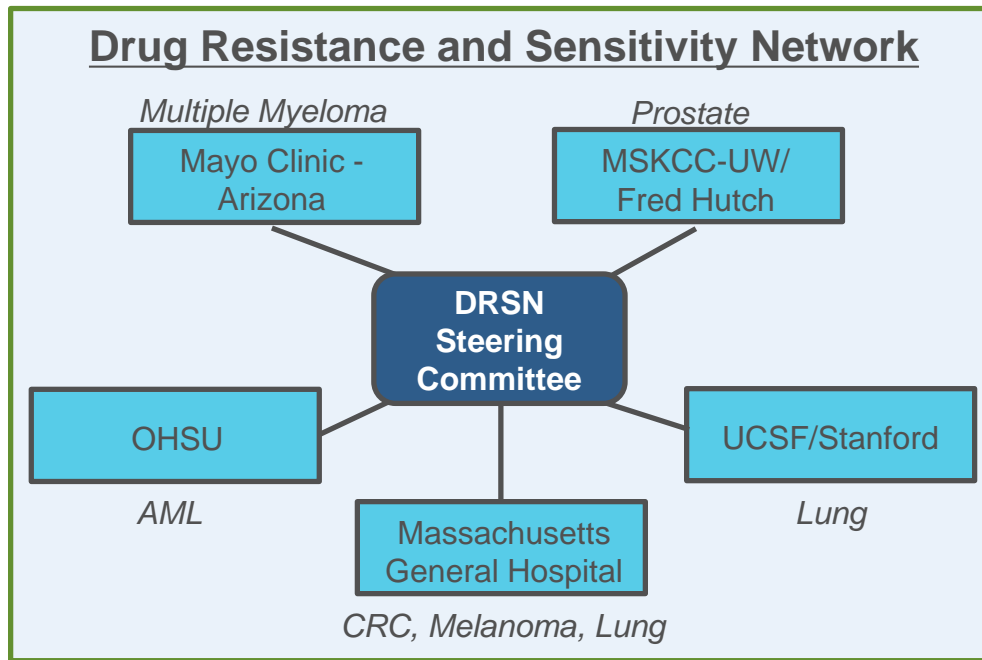 Drug Resistance and Sensitivity Network
Multiple Myeloma
Mayo Clinic -
Arizona
Prostate
MSKCC-UW/
Fred Hutch
DRSN
Steering
Committee
OHSU
AML
UCSF/Stanford
Lung
Massachusetts
General Hospital
CRC, Melanoma, Lung